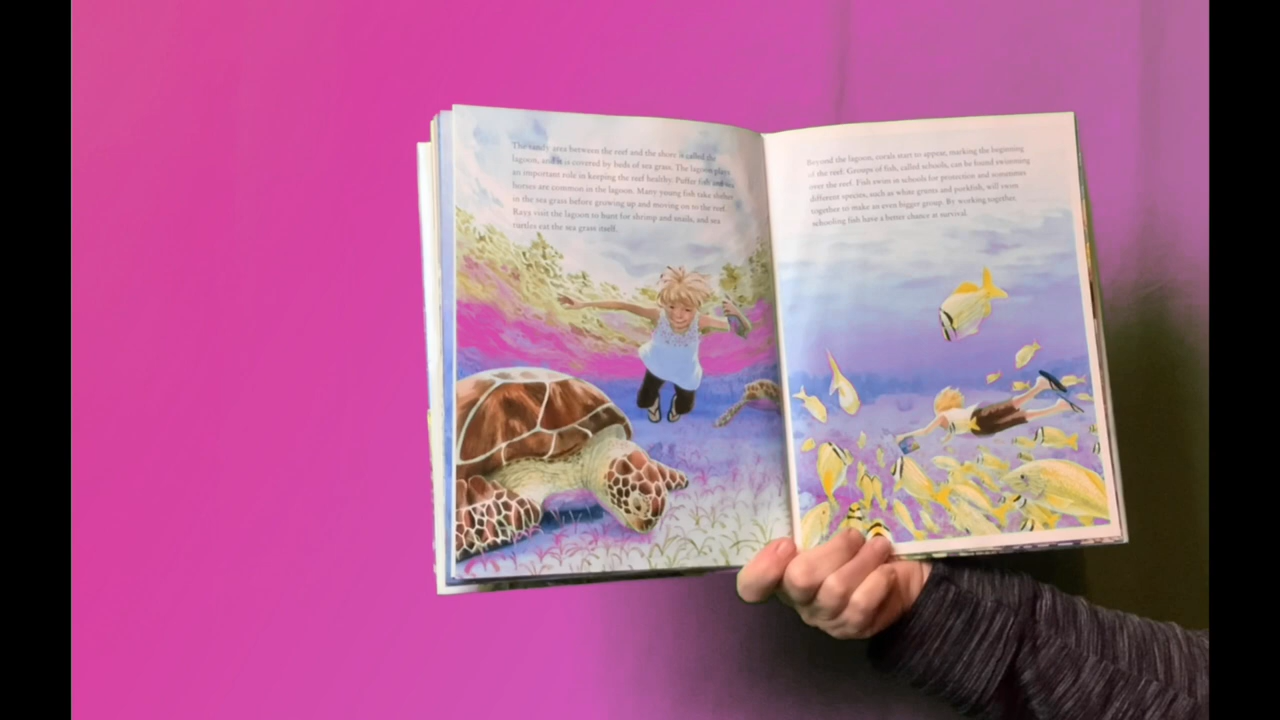 The sandy area between the reef and the shore is called the
lagoon, and it is covered by beds of sea grass. The lagoon plays
an important role in keeping the reef healthy. Puffer fish and sea
horses are common in the lagoon. Many young fish take shelter
in the sea grass before growing up and moving on to the reef.
Rays visit the lagoon to hunt for shrimp and snails, and sea
turtles eat the sea grass itself.
Beyond the lagoon, corals start to appear, marking the beginning
of the reef. Groups of fish, called schools, can be found swimming
over the reef. Fish swim in schools for protection and sometimes
different species, such as white grunts and porkfish, will swim
together to make an even bigger group. By working together,
schooling fish have a better chance at survival.